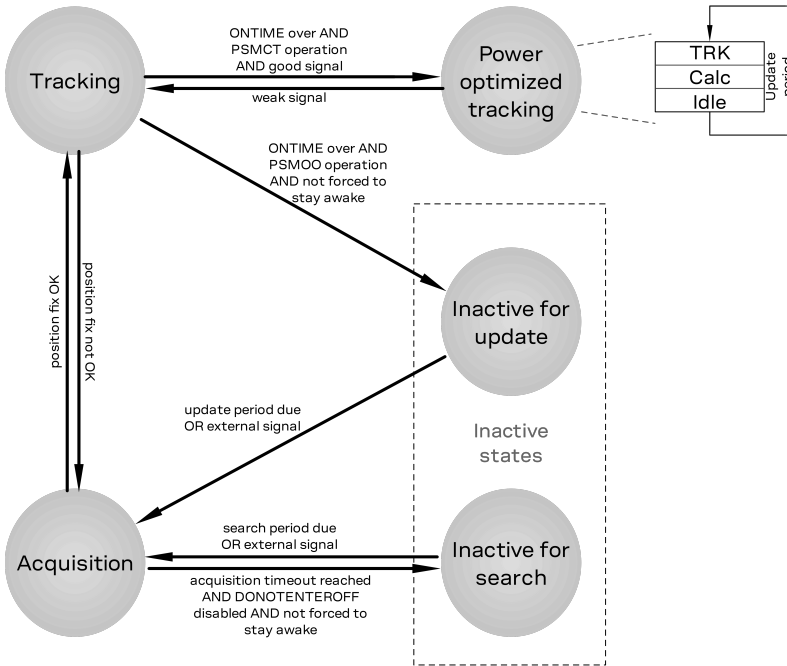 ONTIME over AND
PSMCT operation
AND good signal
Tracking
Power
optimized
tracking
weak signal
TRK
Calc
Idle
Update
period
ONTIME over AND
PSMOO operation
AND not forced to
stay awake
position fix OK
position fix not OK
Inactive for
update
update period due
OR external signal
Inactive
states
search period due
OR external signal
Acquisition
Inactive for
search
acquisition timeout reached
AND DONOTENTEROFF
disabled AND not forced to
stay awake